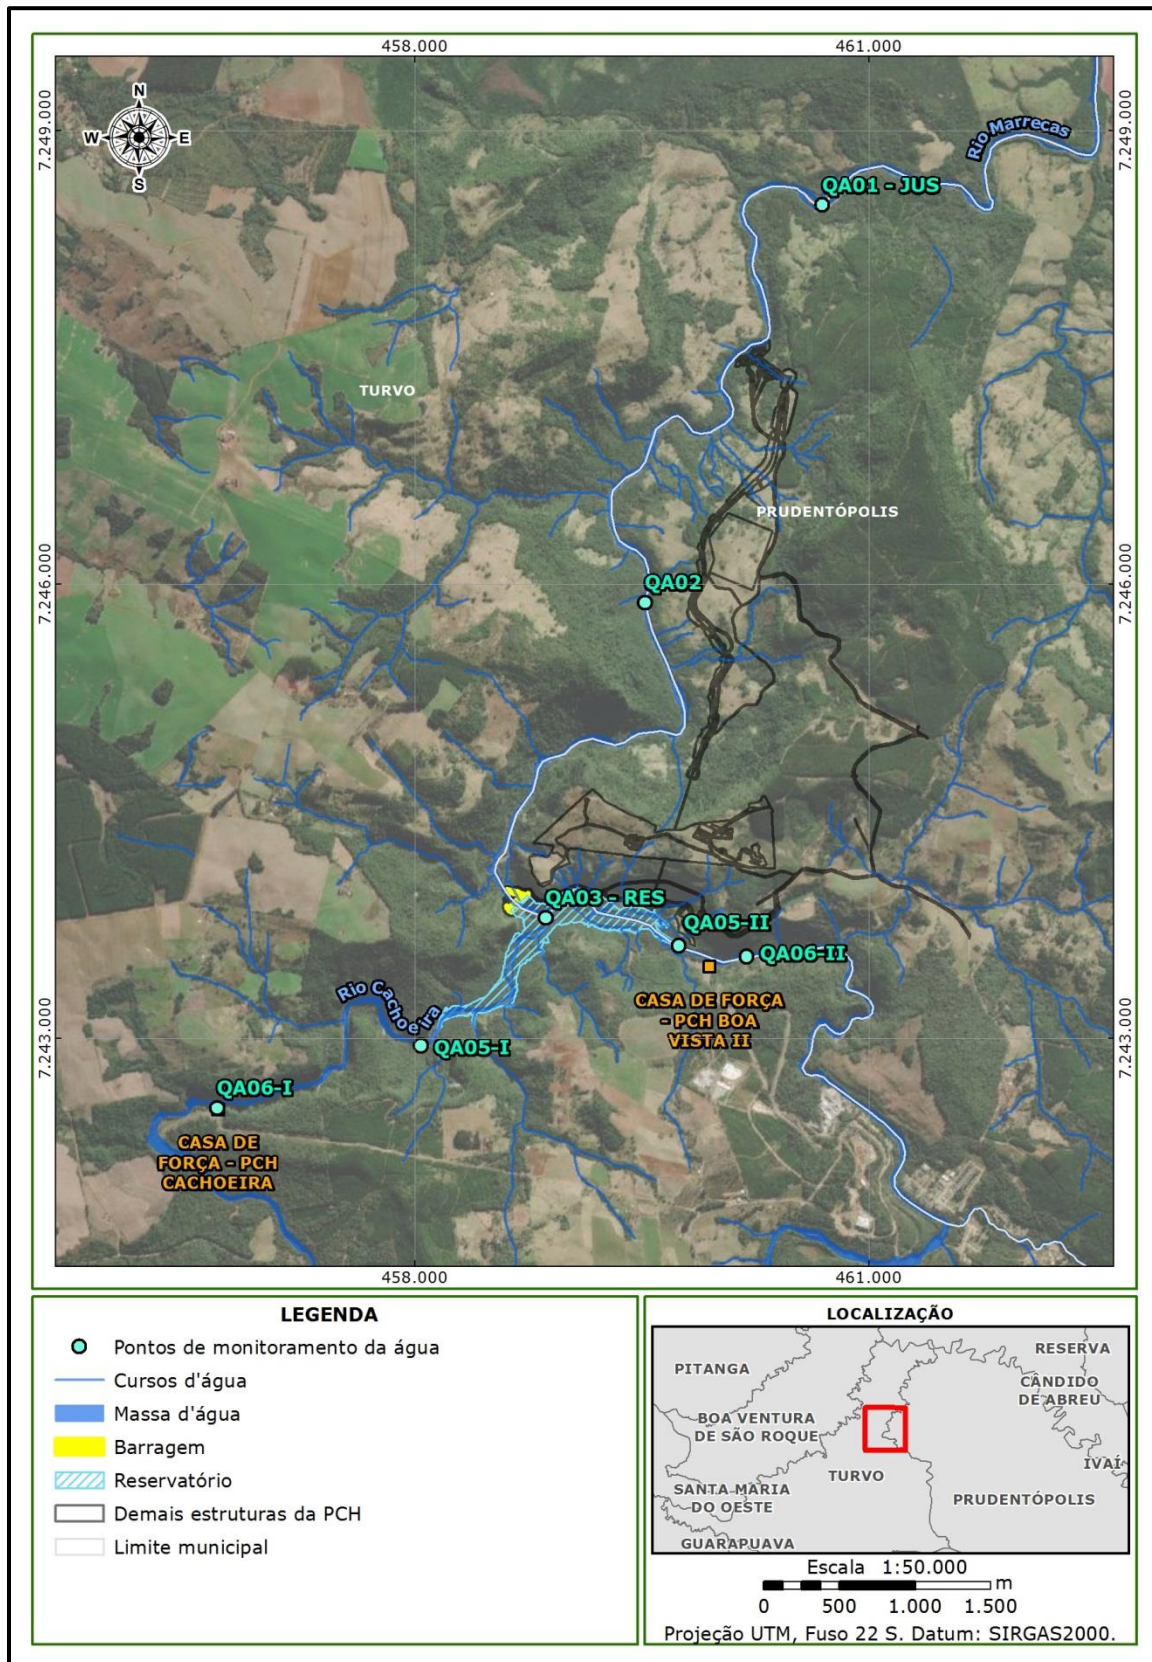 458.000
461.000
N
W
E
S
7.249.000
7.249.000
Rio Marrecas
QA01 - JUS
TURVO
PRUDENTÓPOLIS
7.246.000
7.246.000
QA02
QA03 - RES
QA05-II
QA06-II
CASA DE FORÇA
- PCH BOA
VISTA II
Rio Cachoeira
7.243.000
7.243.000
QA05-I
QA06-I
CASA DE
FORÇA - PCH
CACHOEIRA
458.000
461.000
LEGENDA
Pontos de monitoramento da água
Cursos d'água
Massa d'água
Barragem
Reservatório
Demais estruturas da PCH
Limite municipal
LOCALIZAÇÃO
RESERVA
PITANGA
CÂNDIDO
DE ABREU
BOA VENTURA
DE SÃO ROQUE
IVAÍ
TURVO
SANTA MARIA
DO OESTE
PRUDENTÓPOLIS
GUARAPUAVA
Escala 1:50.000
m
0 500 1.000 1.500
Projeção UTM, Fuso 22 S. Datum: SIRGAS2000.